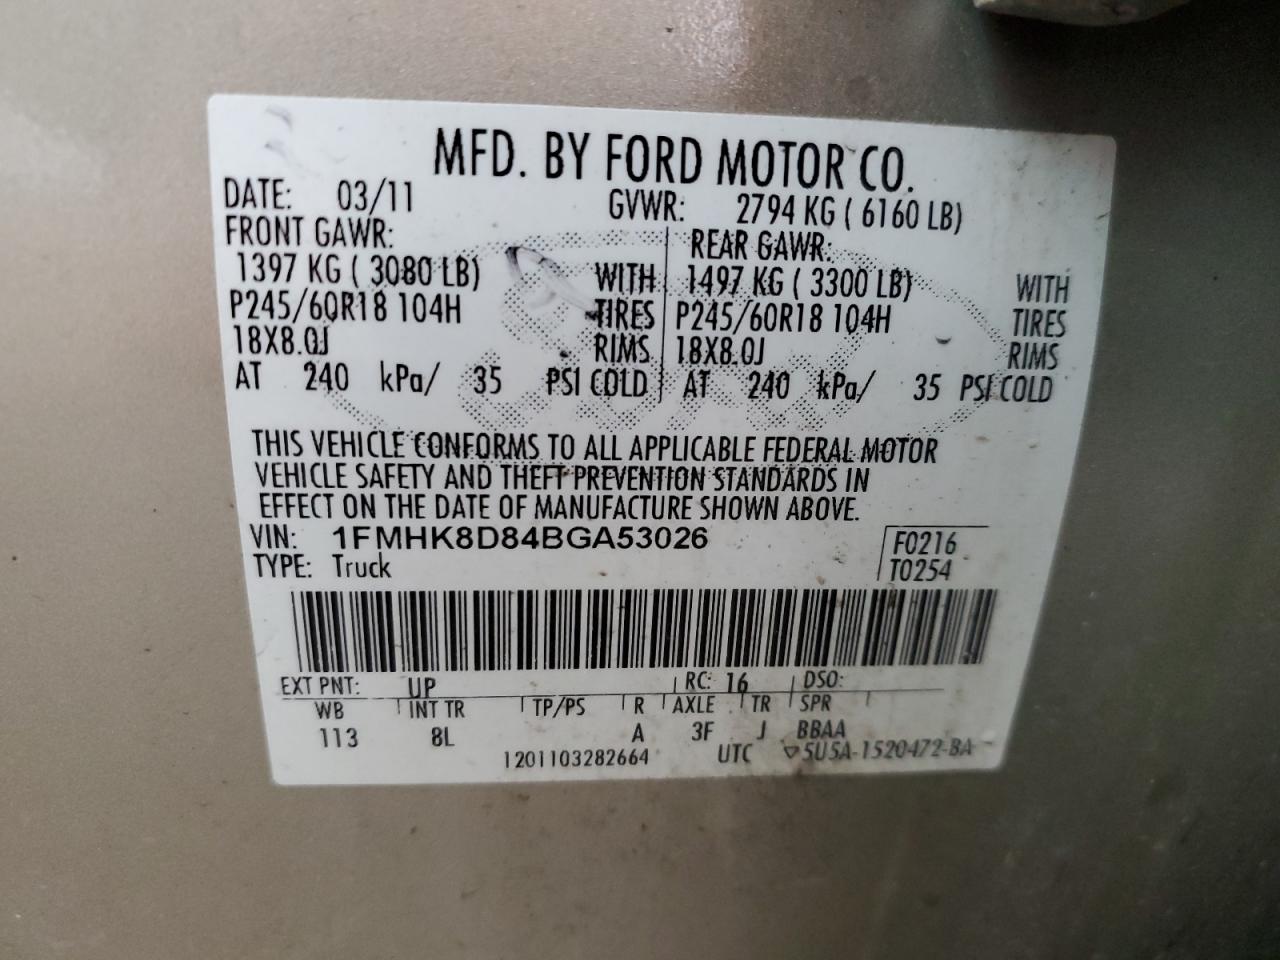 MFD. BY FORD MOTOR CO.
DATE: 03/11 GVWR: 2794 KG ( 6160 LB)
FRONT GAWR: REAR GAWR:
1397 KG ( 3080 LB) WITH 1497 KG ( 3300 LB) WITH
P245/60R18 104H TIRES P245/60R18 104H TIRES
18X8.0J RIMS 18X8.0J RIMS
AT 240 kPa/ 35 PSI COLD AT 240 kPa/ 35 PSI COLD
THIS VEHICLE CONFORMS TO ALL APPLICABLE FEDERAL MOTOR
VEHICLE SAFETY AND THEFT PREVENTION STANDARDS IN
EFFECT ON THE DATE OF MANUFACTURE SHOWN ABOVE.
VIN: 1FMHK8D84BGA53026 F0216
TYPE: Truck T0254
EXT PNT: UP RC: 16 DSO:
WB INT TR TP/PS R AXLE TR SPR
113 8L A 3F J BBAA
1201103282664 UTC ▽5U5A-1520472-BA